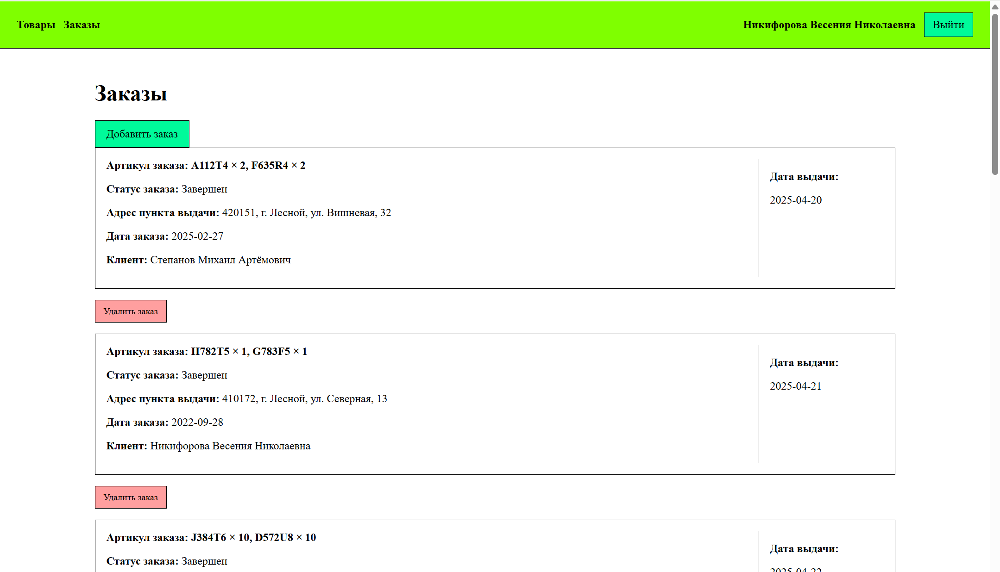 Товары Заказы Никифорова Весения Николаевна Выйти
Заказы
Добавить заказ
Артикул заказа: A112T4 × 2, F635R4 × 2
Статус заказа: Завершен
Адрес пункта выдачи: 420151, г. Лесной, ул. Вишневая, 32
Дата заказа: 2025-02-27
Клиент: Степанов Михаил Артёмович
Дата выдачи:
2025-04-20
Удалить заказ
Артикул заказа: H782T5 × 1, G783F5 × 1
Статус заказа: Завершен
Адрес пункта выдачи: 410172, г. Лесной, ул. Северная, 13
Дата заказа: 2022-09-28
Клиент: Никифорова Весения Николаевна
Дата выдачи:
2025-04-21
Удалить заказ
Артикул заказа: J384T6 × 10, D572U8 × 10
Статус заказа: Завершен
Дата выдачи:
2025-04-22